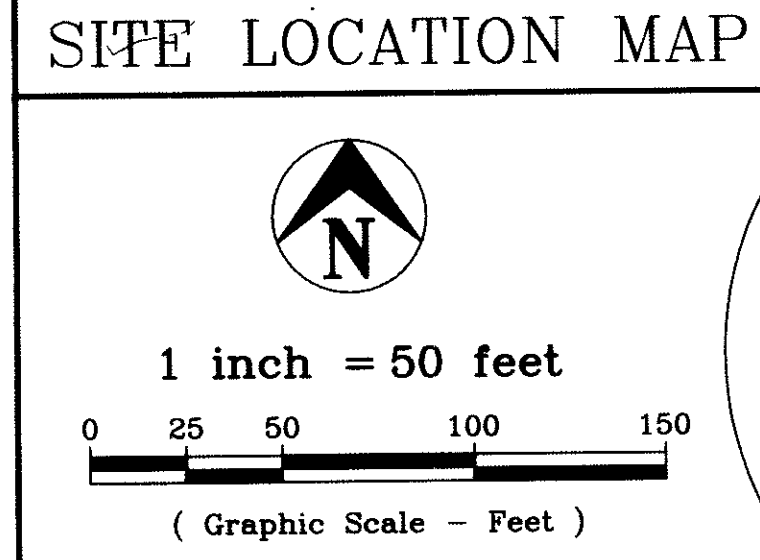 SITE LOCATION MAP
N
1 inch = 50 feet
0 25 50 100 150
( Graphic Scale - Feet )